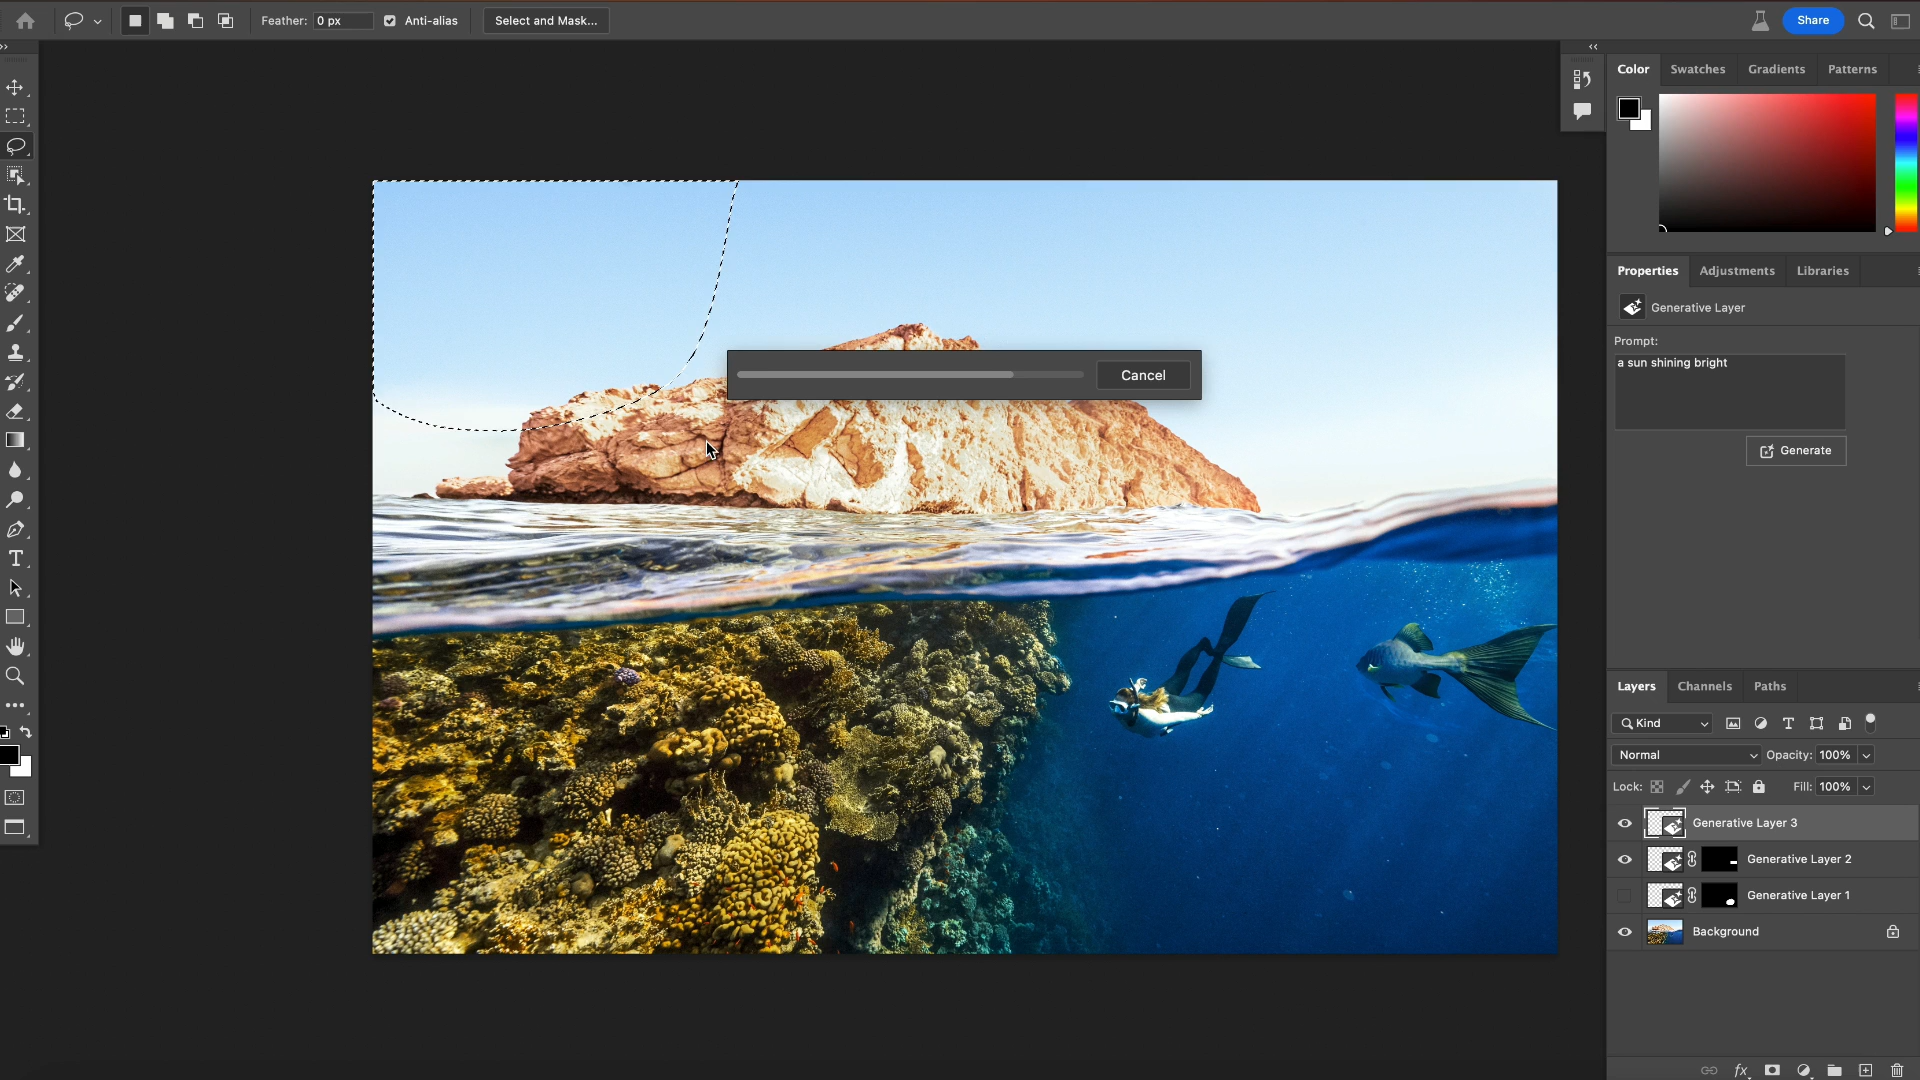 Feather: 0 px Anti-alias Select and Mask... Share
Color Swatches Gradients Patterns
Properties Adjustments Libraries
Generative Layer
Prompt:
a sun shining bright
Cancel
Generate
Layers Channels Paths
Kind
Normal Opacity: 100%
Lock: Fill: 100%
Generative Layer 3
Generative Layer 2
Generative Layer 1
Background
fx